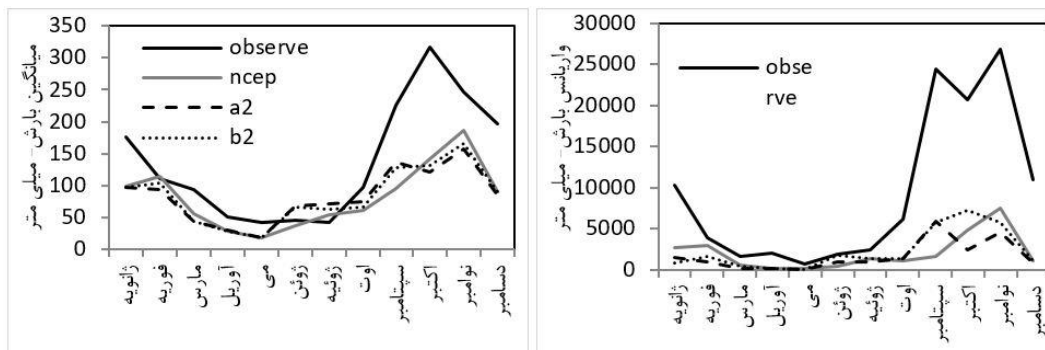 میانگین بارش- میلی متر
350
300
250
200
150
100
50
0
observe
ncep
a2
b2
ژانویه
فوریه
مارس
آوریل
می
ژوئن
ژوئیه
اوت
سپتامبر
اکتبر
نوامبر
دسامبر
واریانس بارش- میلی متر
30000
25000
20000
15000
10000
5000
0
obse
rve
ژانویه
فوریه
مارس
آوریل
می
ژوئن
ژوئیه
اوت
سپتامبر
اکتبر
نوامبر
دسامبر